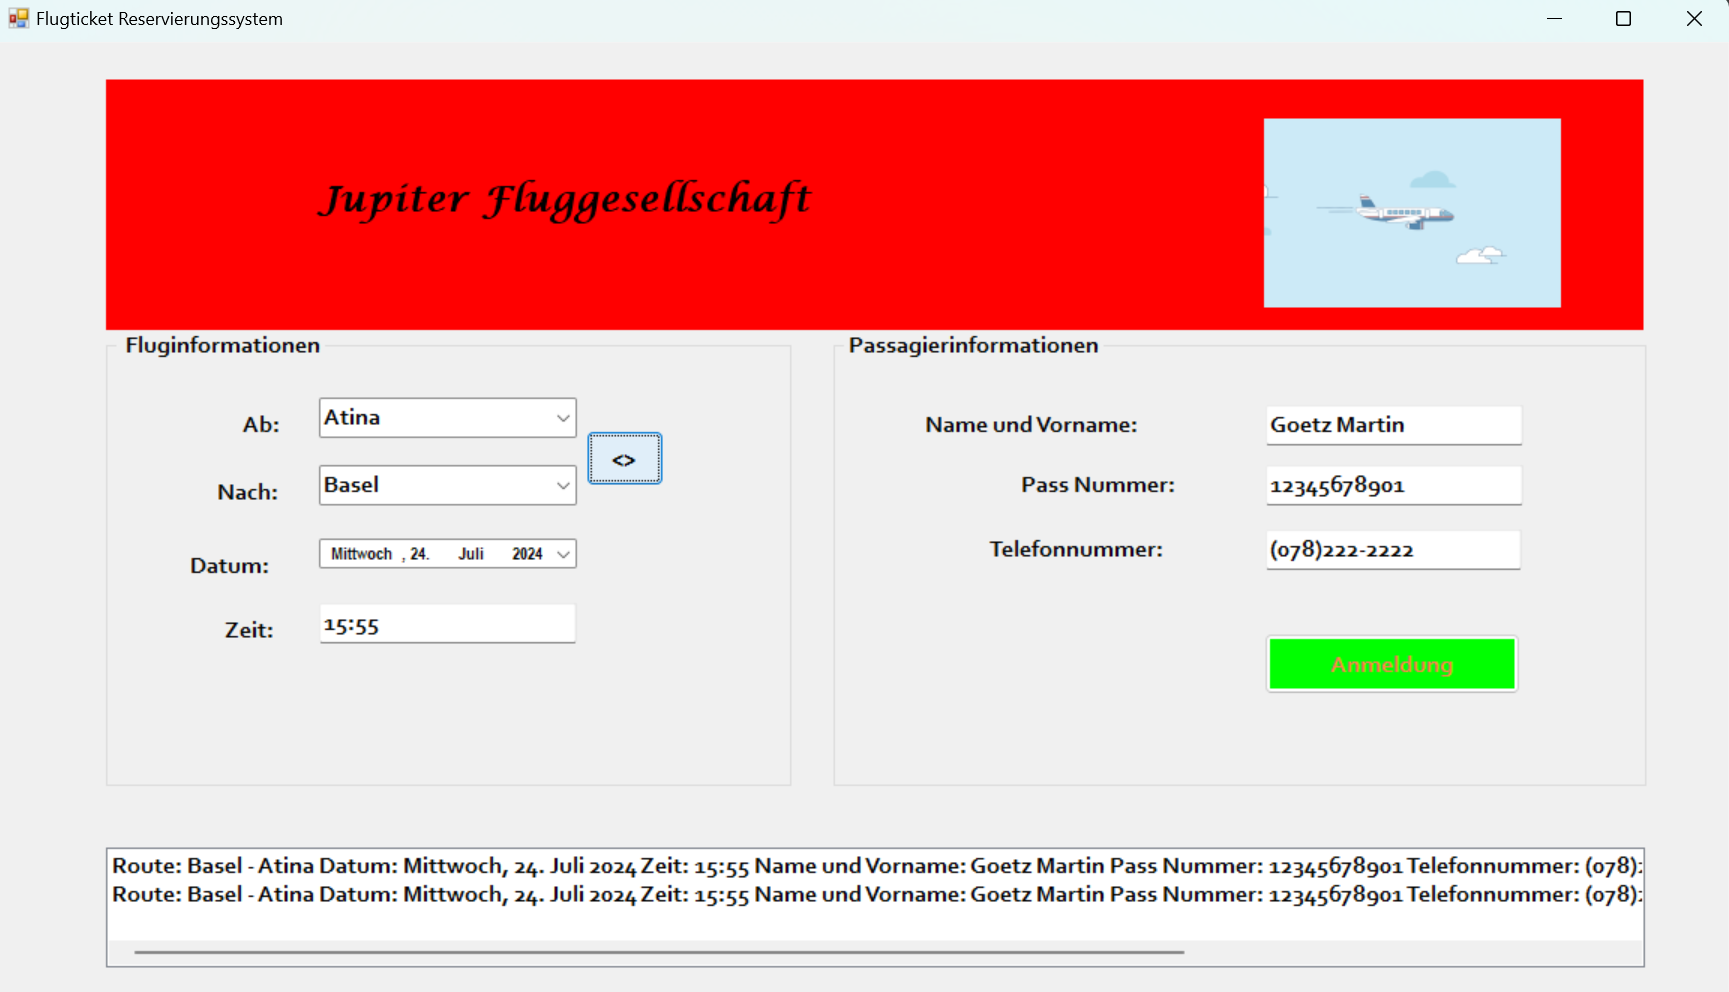 Flugticket Reservierungssystem
Jupiter Fluggesellschaft
Fluginformationen
Ab: Atina
<>
Nach: Basel
Datum: Mittwoch , 24. Juli 2024
Zeit: 15:55
Passagierinformationen
Name und Vorname: Goetz Martin
Pass Nummer: 12345678901
Telefonnummer: (078)222-2222
Anmeldung
Route: Basel - Atina Datum: Mittwoch, 24. Juli 2024 Zeit: 15:55 Name und Vorname: Goetz Martin Pass Nummer: 12345678901 Telefonnummer: (078)
Route: Basel - Atina Datum: Mittwoch, 24. Juli 2024 Zeit: 15:55 Name und Vorname: Goetz Martin Pass Nummer: 12345678901 Telefonnummer: (078)